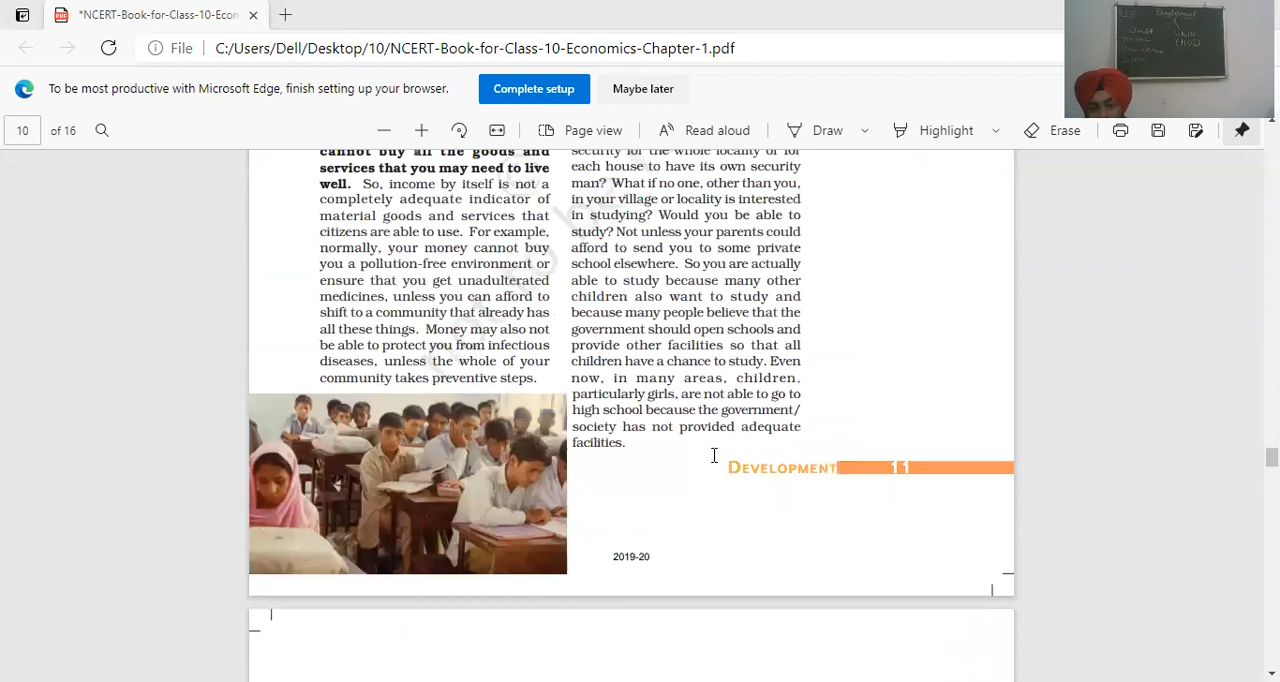 *NCERT-Book-for-Class-10-Econ
File
C:/Users/Dell/Desktop/10/NCERT-Book-for-Class-10-Economics-Chapter-1.pdf
To be most productive with Microsoft Edge, finish setting up your browser.
Complete setup
Maybe later
10 of 16
Page view
Read aloud
Draw
Highlight
Erase
cannot buy all the goods and
services that you may need to live
well. So, income by itself is not a
completely adequate indicator of
material goods and services that
citizens are able to use. For example,
normally, your money cannot buy
you a pollution-free environment or
ensure that you get unadulterated
medicines, unless you can afford to
shift to a community that already has
all these things. Money may also not
be able to protect you from infectious
diseases, unless the whole of your
community takes preventive steps.
security for the whole locality or for
each house to have its own security
man? What if no one, other than you,
in your village or locality is interested
in studying? Would you be able to
study? Not unless your parents could
afford to send you to some private
school elsewhere. So you are actually
able to study because many other
children also want to study and
because many people believe that the
government should open schools and
provide other facilities so that all
children have a chance to study. Even
now, in many areas, children,
particularly girls, are not able to go to
high school because the government/
society has not provided adequate
facilities.
DEVELOPMENT 11
2019-20
Development
UNDP
(HDI)